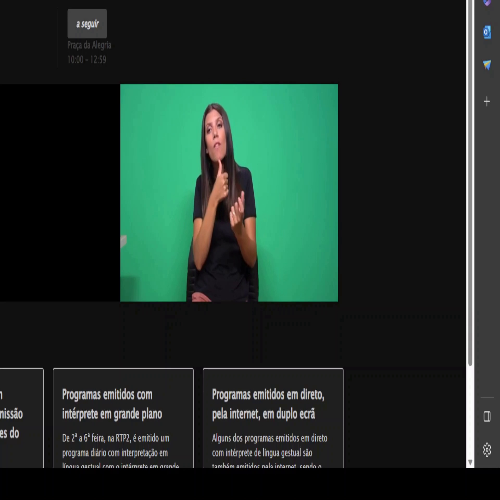 a seguir
Praça da Alegria
10:00 - 12:59
missão
es do
Programas emitidos com
intérprete em grande plano
De 2ª a 6ª feira, na RTP2, é emitido um
programa diário com interpretação em
língua gestual com o intérprete em grande
Programas emitidos em direto,
pela internet, em duplo ecrã
Alguns dos programas emitidos em direto
com intérprete de língua gestual são
também emitidos pela internet, sendo o